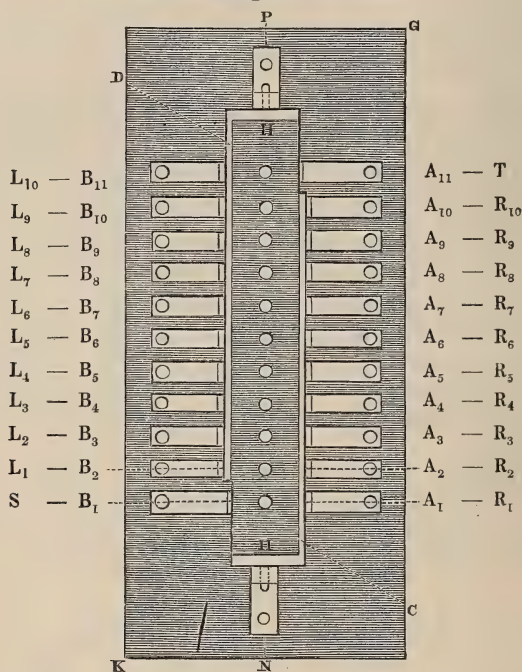 P
G
D
H
L₁₀ — B₁₁ A₁₁ — T
L₉ — B₁₀ A₁₀ — R₁₀
L₈ — B₉ A₉ — R₉
L₇ — B₈ A₈ — R₈
L₆ — B₇ A₇ — R₇
L₅ — B₆ A₆ — R₆
L₄ — B₅ A₅ — R₅
L₃ — B₄ A₄ — R₄
L₂ — B₃ A₃ — R₃
L₁ — B₂ A₂ — R₂
S — B₁ A₁ — R₁
H
C
K
N